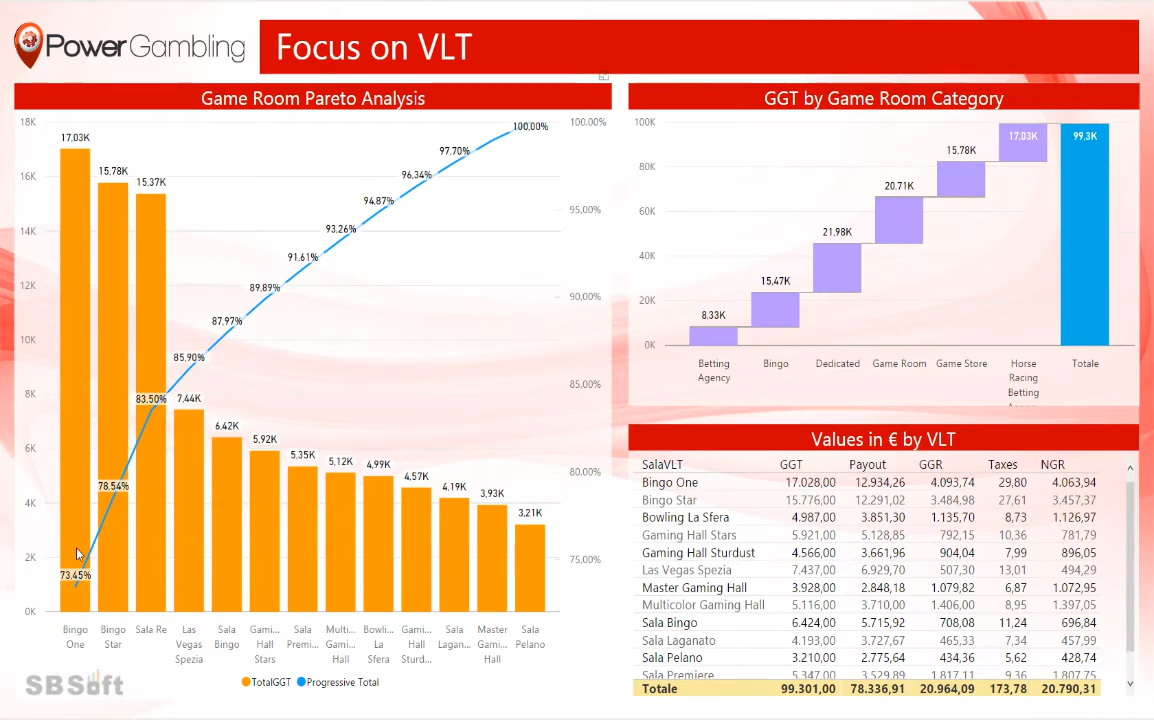 PowerGambling
Focus on VLT
Game Room Pareto Analysis
18K
16K
14K
12K
10K
8K
6K
4K
2K
0K
100,00%
95,00%
90,00%
85,00%
80,00%
75,00%
17,03K
15,78K
15,37K
7,44K
6,42K
5,92K
5,35K
5,12K
4,99K
4,57K
4,19K
3,93K
3,21K
73,45%
78,54%
83,50%
85,90%
87,97%
89,89%
91,61%
93,26%
94,87%
96,34%
97,70%
100,00%
Bingo One
Bingo Star
Sala Re
Las Vegas Spezia
Sala Bingo
Gami... Hall Stars
Sala Premi...
Multi... Gami... Hall
Bowli... La Sfera
Gami... Hall Sturd...
Sala Lagan...
Master Gami... Hall
Sala Pelano
TotalGGT Progressive Total
SB Soft
GGT by Game Room Category
100K
80K
60K
40K
20K
0K
8.33K
15,47K
21,98K
20,71K
15,78K
17,03K
99,3K
Betting Agency
Bingo
Dedicated
Game Room
Game Store
Horse Racing Betting
Totale
Values in € by VLT
SalaVLT GGT Payout GGR Taxes NGR
Bingo One 17.028,00 12.934,26 4.093,74 29,80 4.063,94
Bingo Star 15.776,00 12.291,02 3.484,98 27,61 3.457,37
Bowling La Sfera 4.987,00 3.851,30 1.135,70 8,73 1.126,97
Gaming Hall Stars 5.921,00 5.128,85 792,15 10,36 781,79
Gaming Hall Sturdust 4.566,00 3.661,96 904,04 7,99 896,05
Las Vegas Spezia 7.437,00 6.929,70 507,30 13,01 494,29
Master Gaming Hall 3.928,00 2.848,18 1.079,82 6,87 1.072,95
Multicolor Gaming Hall 5.116,00 3.710,00 1.406,00 8,95 1.397,05
Sala Bingo 6.424,00 5.715,92 708,08 11,24 696,84
Sala Laganato 4.193,00 3.727,67 465,33 7,34 457,99
Sala Pelano 3.210,00 2.775,64 434,36 5,62 428,74
Sala Premiere 5.347,00 3.529,89 1.817,11 9,36 1.807,75
Totale 99.301,00 78.336,91 20.964,09 173,78 20.790,31